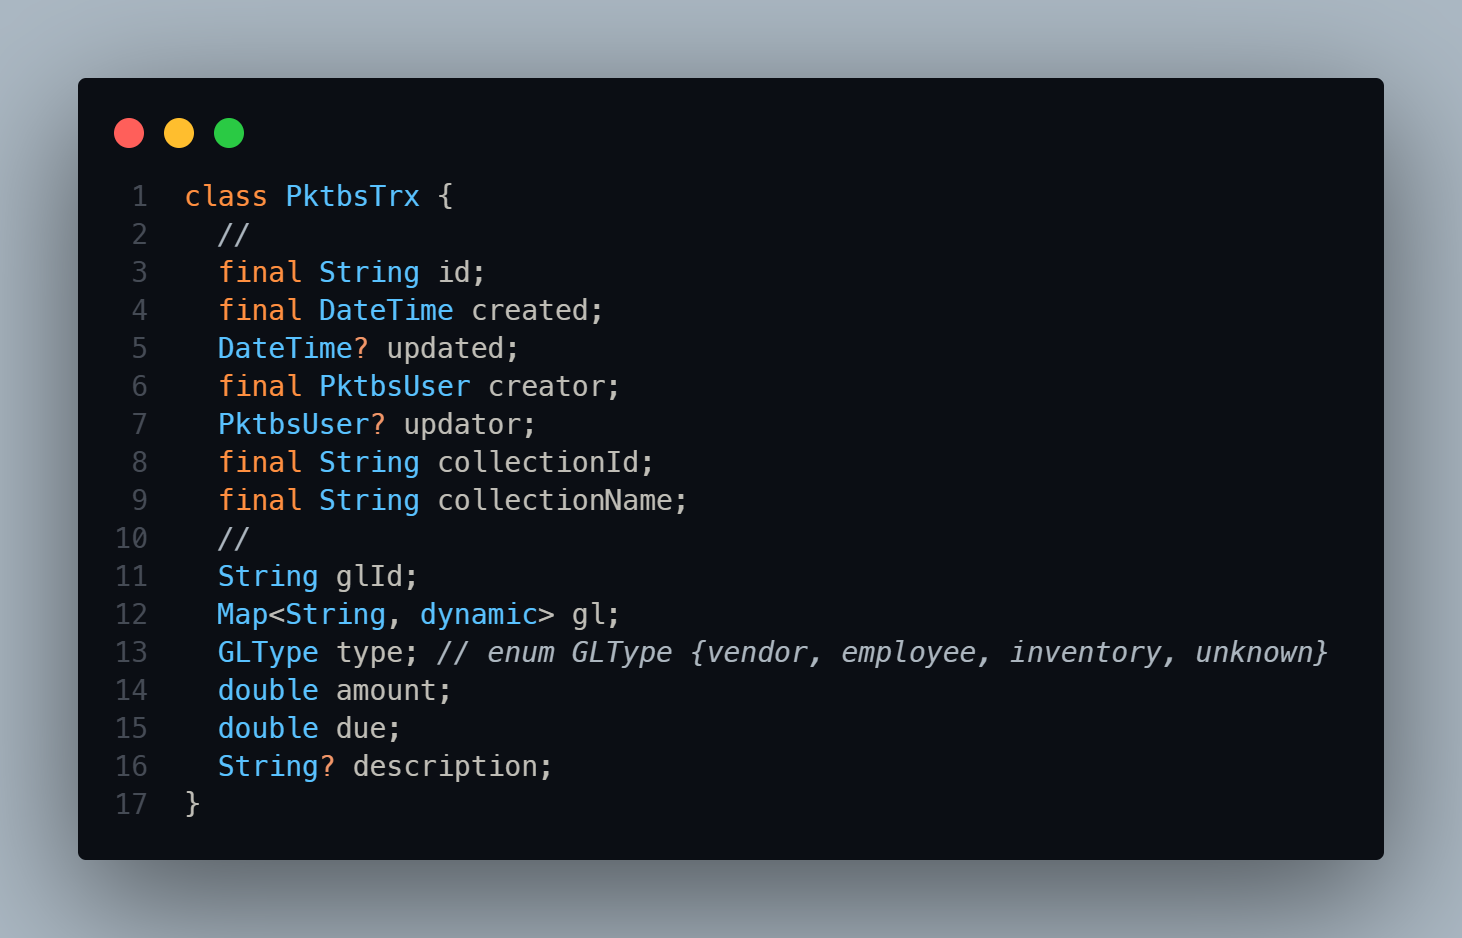 1 class PktbsTrx {
2 //
3 final String id;
4 final DateTime created;
5 DateTime? updated;
6 final PktbsUser creator;
7 PktbsUser? updator;
8 final String collectionId;
9 final String collectionName;
10 //
11 String glId;
12 Map<String, dynamic> gl;
13 GLType type; // enum GLType {vendor, employee, inventory, unknown}
14 double amount;
15 double due;
16 String? description;
17 }